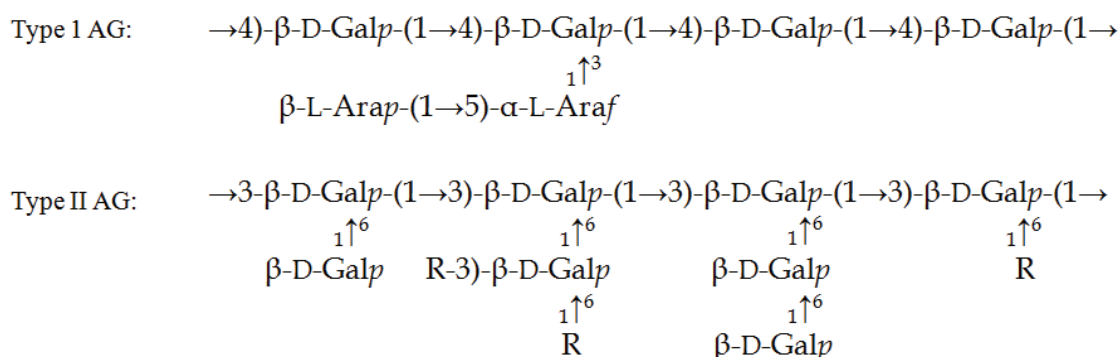 Type 1 AG: →4)-β-D-Galp-(1→4)-β-D-Galp-(1→4)-β-D-Galp-(1→4)-β-D-Galp-(1→
1↑3
β-L-Arap-(1→5)-α-L-Araf
Type II AG: →3-β-D-Galp-(1→3)-β-D-Galp-(1→3)-β-D-Galp-(1→3)-β-D-Galp-(1→
1↑6 1↑6 1↑6 1↑6
β-D-Galp R-3)-β-D-Galp β-D-Galp R
1↑6 1↑6
R β-D-Galp